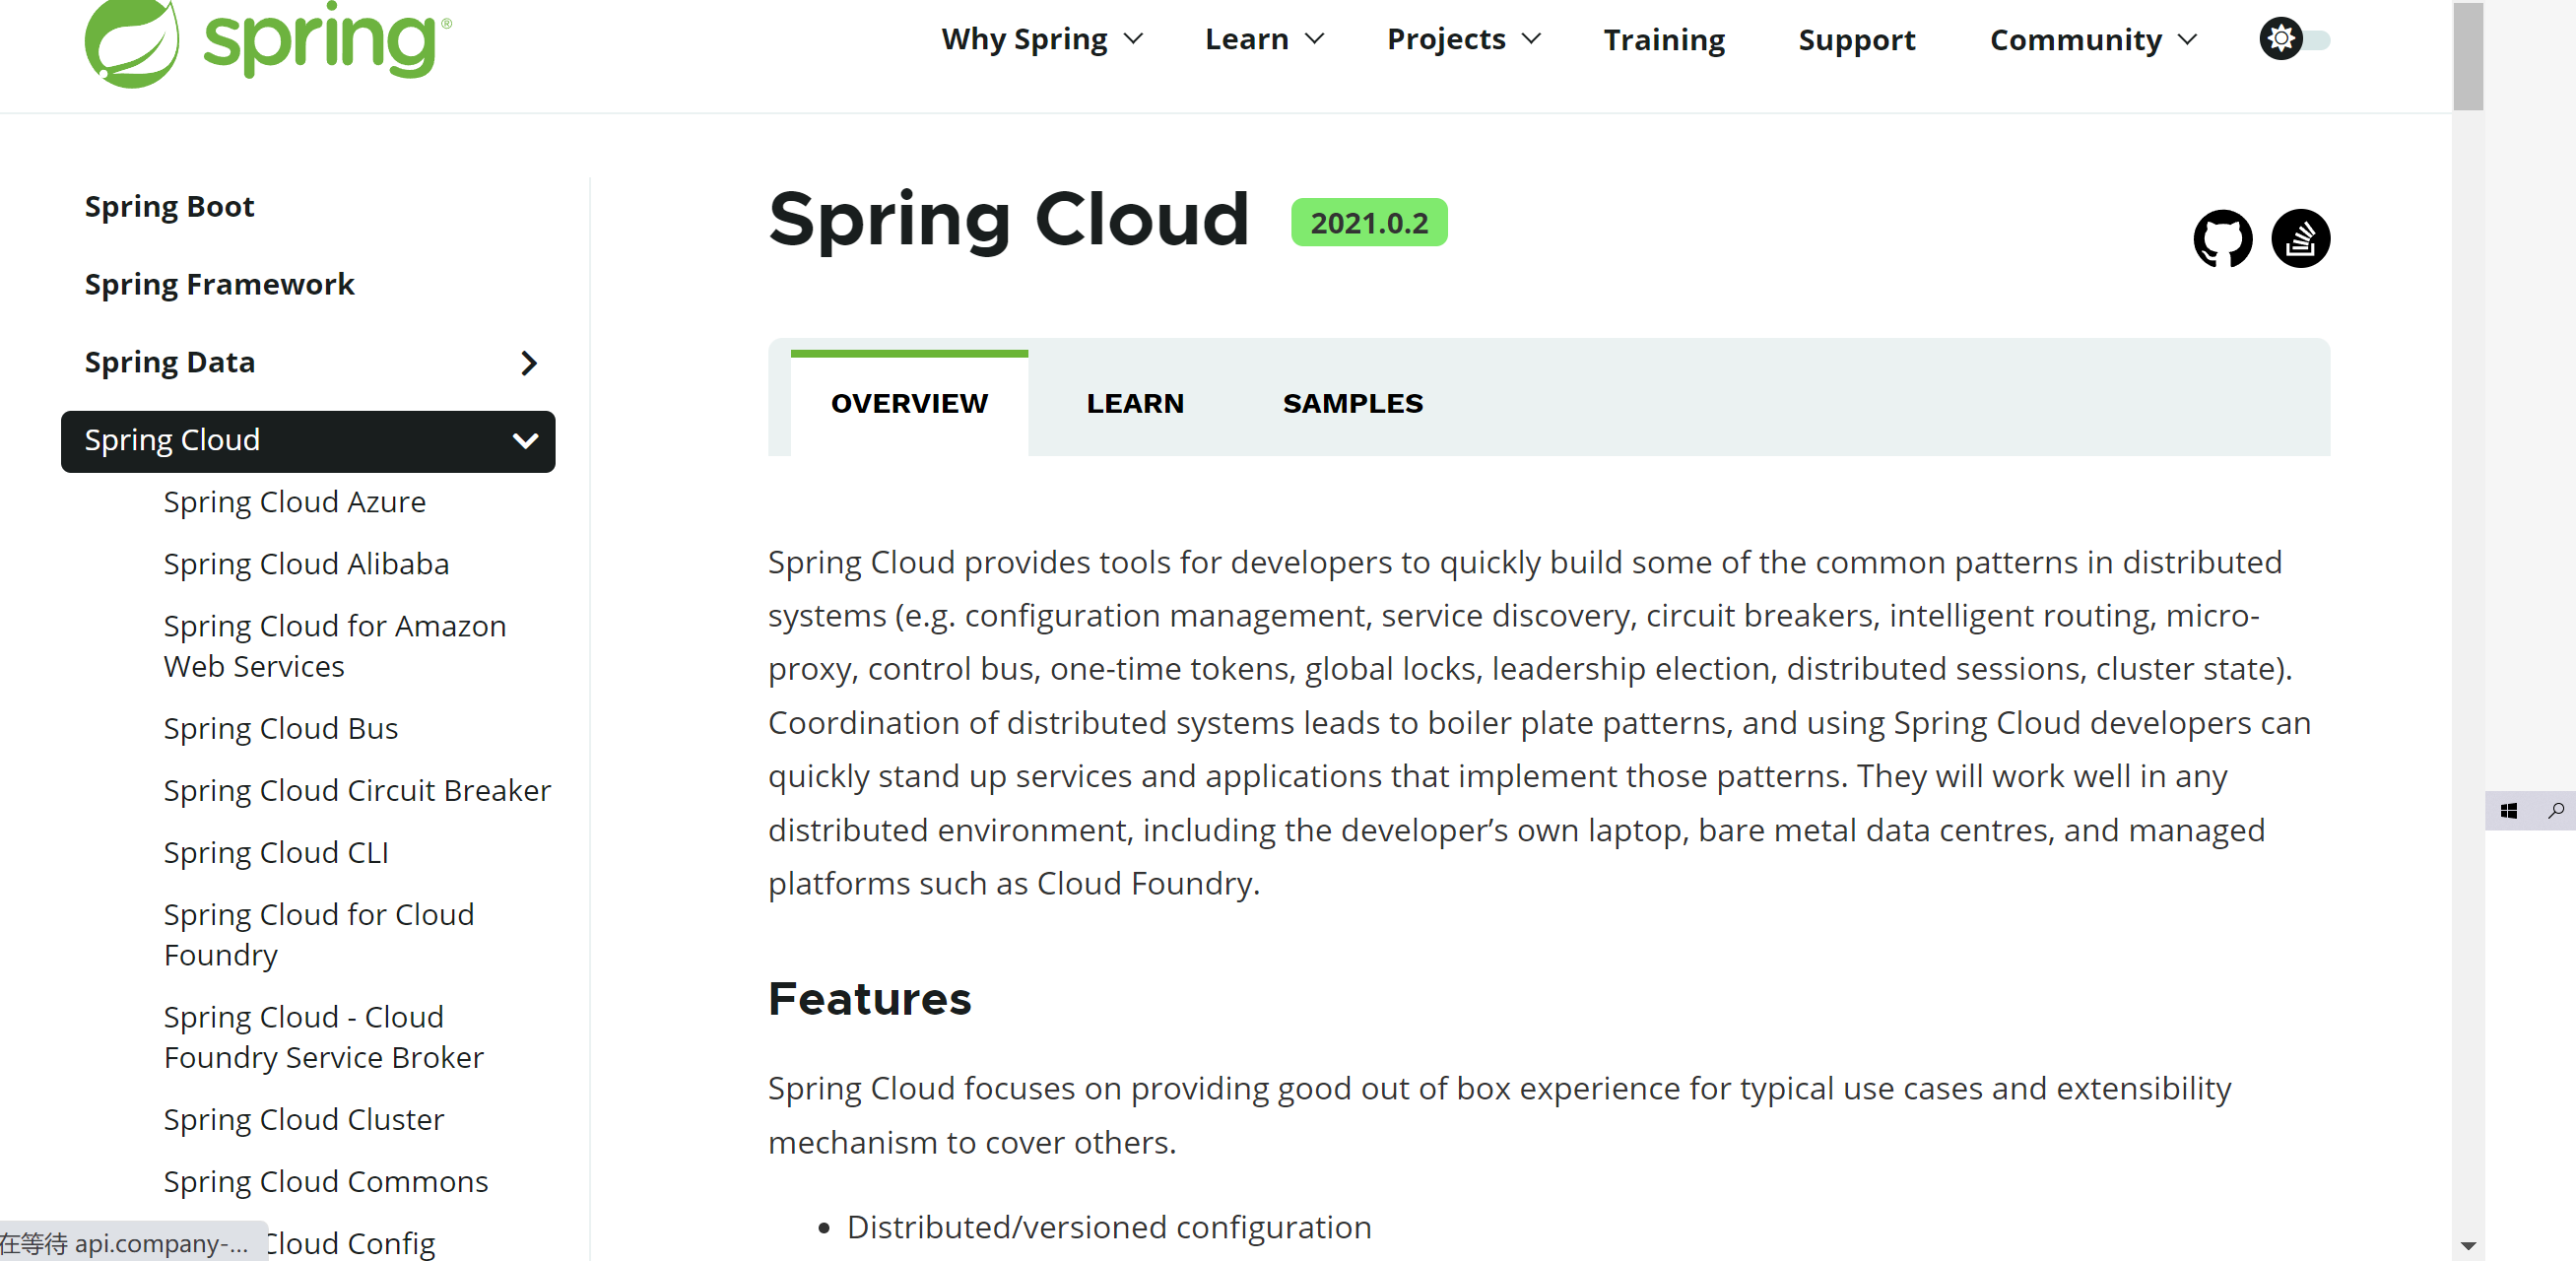 spring®
Why Spring
Learn
Projects
Training
Support
Community
Spring Boot
Spring Framework
Spring Data
Spring Cloud
Spring Cloud Azure
Spring Cloud Alibaba
Spring Cloud for Amazon
Web Services
Spring Cloud Bus
Spring Cloud Circuit Breaker
Spring Cloud CLI
Spring Cloud for Cloud
Foundry
Spring Cloud - Cloud
Foundry Service Broker
Spring Cloud Cluster
Spring Cloud Commons
Cloud Config
在等待 api.company-...
Spring Cloud
2021.0.2
OVERVIEW
LEARN
SAMPLES
Spring Cloud provides tools for developers to quickly build some of the common patterns in distributed
systems (e.g. configuration management, service discovery, circuit breakers, intelligent routing, micro-
proxy, control bus, one-time tokens, global locks, leadership election, distributed sessions, cluster state).
Coordination of distributed systems leads to boiler plate patterns, and using Spring Cloud developers can
quickly stand up services and applications that implement those patterns. They will work well in any
distributed environment, including the developer’s own laptop, bare metal data centres, and managed
platforms such as Cloud Foundry.
Features
Spring Cloud focuses on providing good out of box experience for typical use cases and extensibility
mechanism to cover others.
• Distributed/versioned configuration